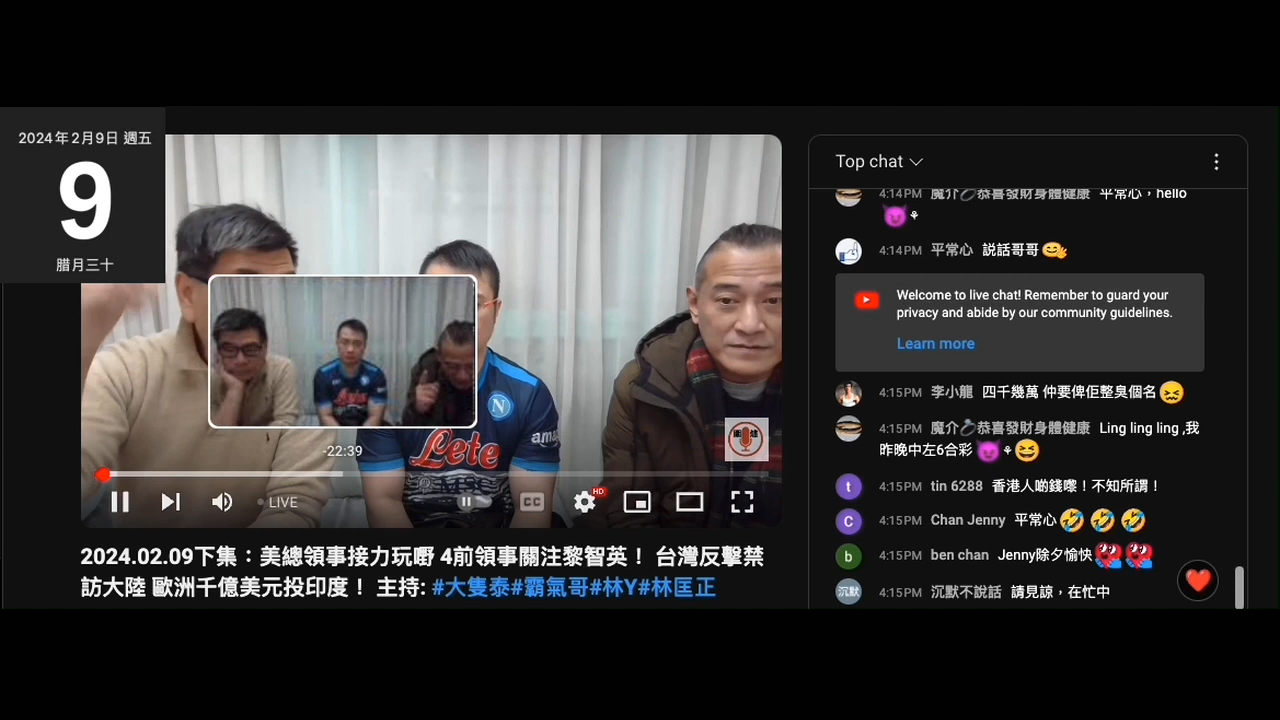 2024年2月9日 週五
9
腊月三十
-22:39
LIVE
CC
HD
N
Lete
ama
2024.02.09下集：美總領事接力玩嘢 4前領事關注黎智英！ 台灣反擊禁
訪大陸 歐洲千億美元投印度！ 主持: #大隻泰#霸氣哥#林Y#林匡正
Top chat
4:14PM 魔介🪐恭喜發財身體健康 平常心，hello
😈⚘
4:14PM 平常心 説話哥哥
Welcome to live chat! Remember to guard your
privacy and abide by our community guidelines.
Learn more
4:15PM 李小龍 四千幾萬 仲要俾佢整臭個名😖
4:15PM 魔介🪐恭喜發財身體健康 Ling ling ling ,我
昨晚中左6合彩 😈⚘😆
t
4:15PM tin 6288 香港人啲錢嚟！不知所謂！
C
4:15PM Chan Jenny 平常心🤣🤣🤣
b
4:15PM ben chan Jenny除夕愉快
沉默
4:15PM 沉默不說話 請見諒，在忙中